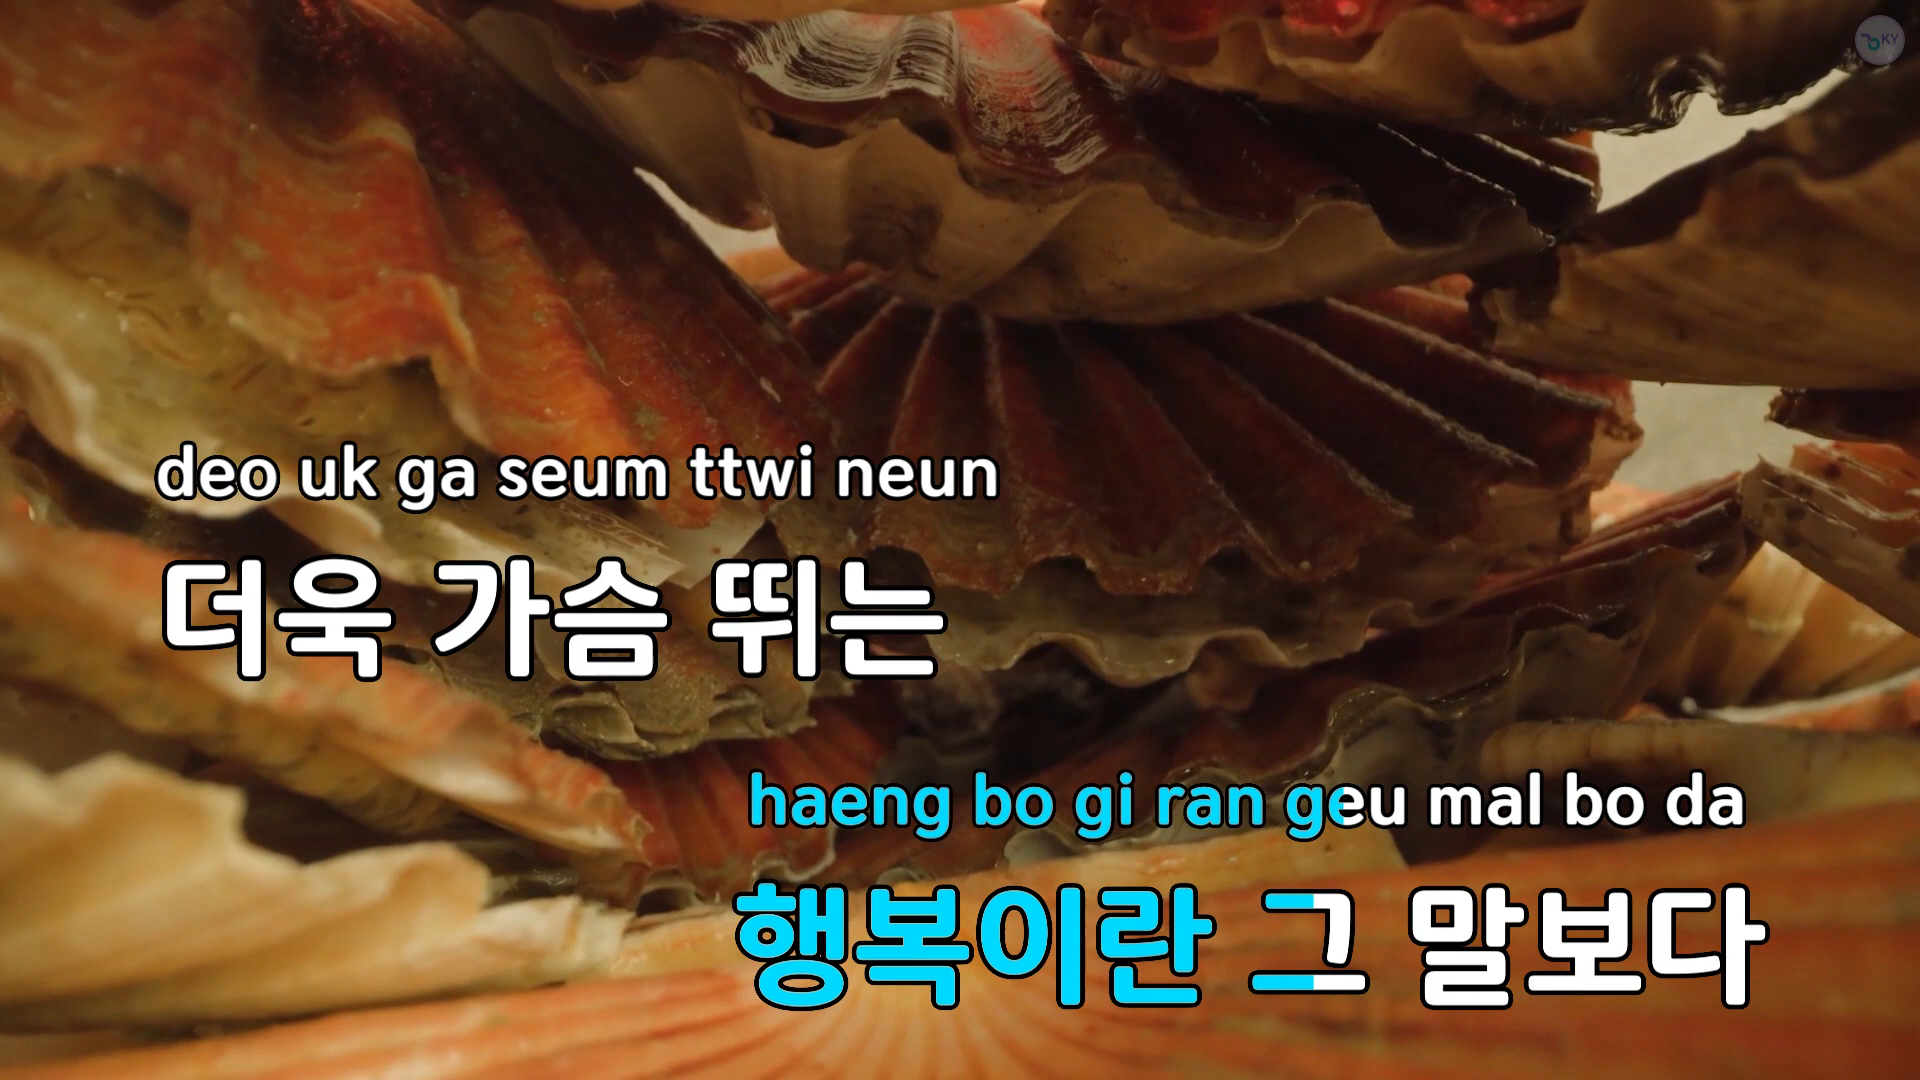 KY
deo uk ga seum ttwi neun
더욱 가슴 뛰는
haeng bo gi ran geu mal bo da
행복이란 그 말보다